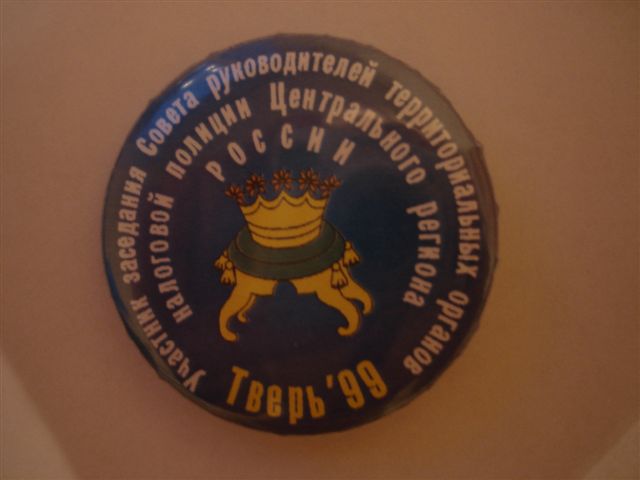 Участник заседания Совета руководителей территориальных органов
налоговой полиции Центрального региона
РОССИИ
Тверь'99